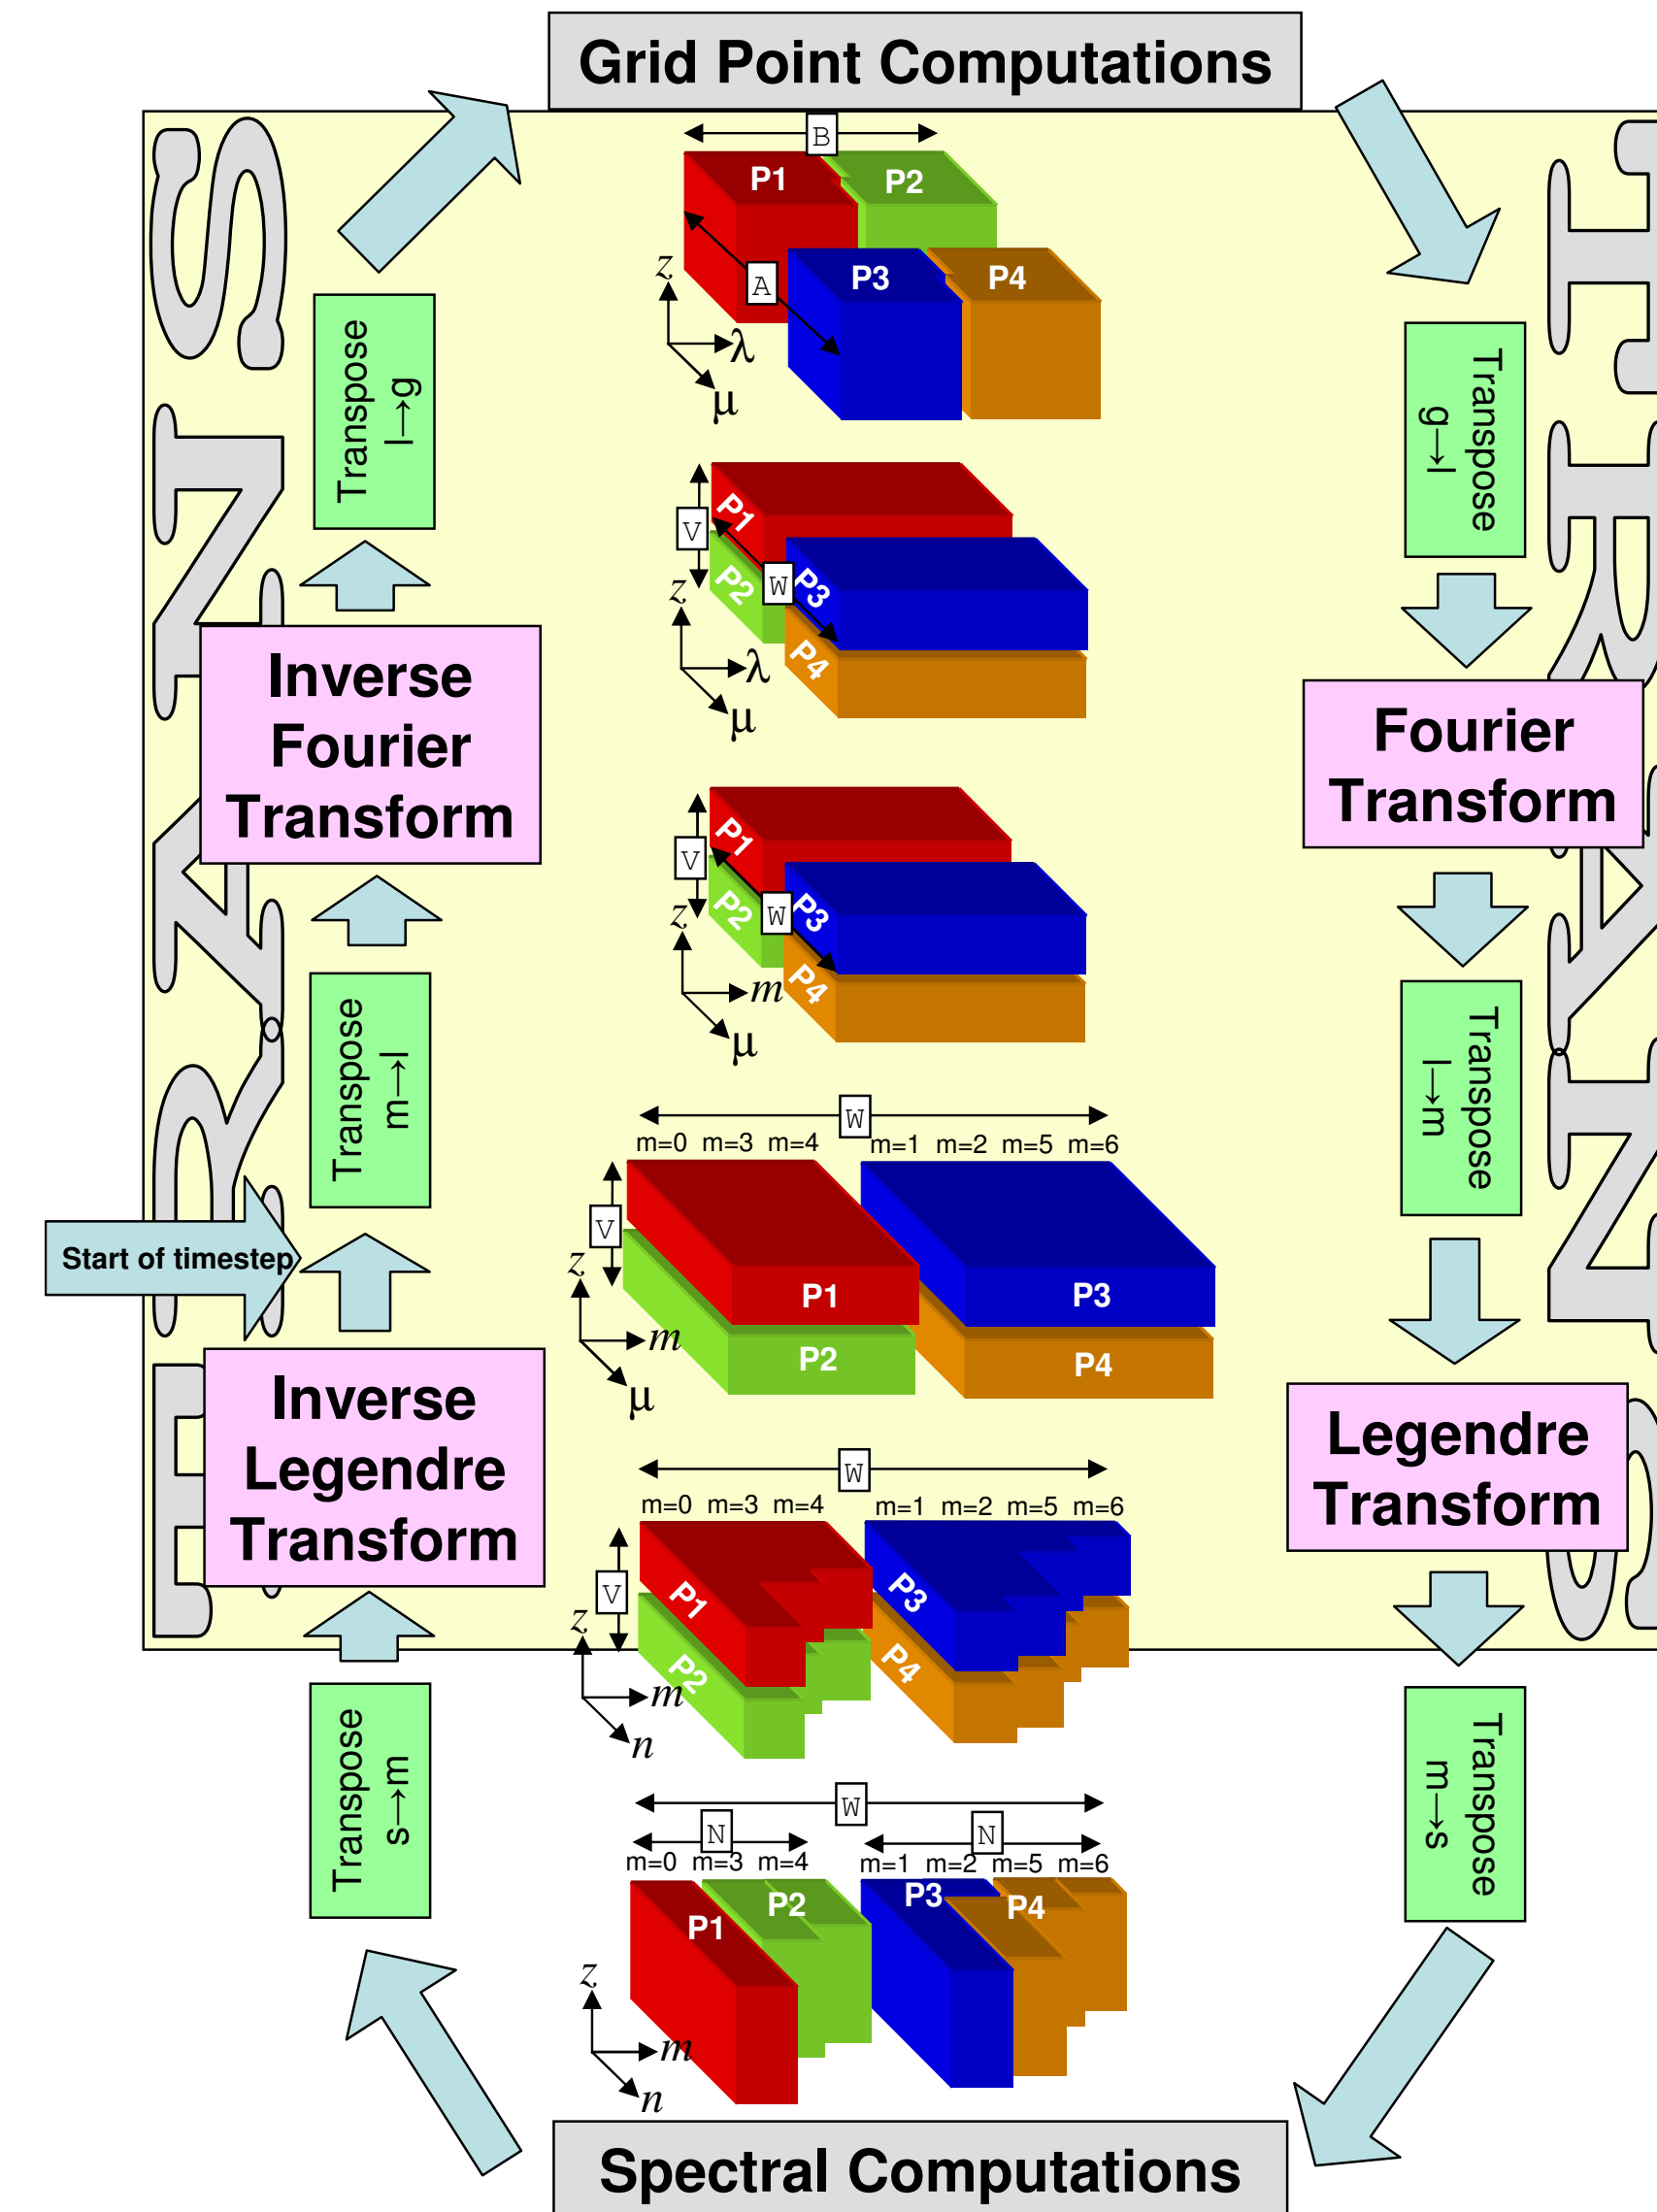 Grid Point Computations
B
P1
P2
P3
P4
A
z
λ
μ
Transpose
l→g
Transpose
g→l
V
W
P1
P2
P3
P4
z
λ
μ
Inverse
Fourier
Transform
Fourier
Transform
V
W
P1
P2
P3
P4
z
m
μ
Transpose
m→l
Transpose
l→m
W
m=0 m=3 m=4 m=1 m=2 m=5 m=6
V
P1
P3
P2
P4
z
m
μ
Start of timestep
Inverse
Legendre
Transform
Legendre
Transform
W
m=0 m=3 m=4 m=1 m=2 m=5 m=6
V
P1
P3
P2
P4
z
m
n
Transpose
s→m
Transpose
m→s
W
N
N
m=0 m=3 m=4 m=1 m=2 m=5 m=6
P1
P2
P3
P4
z
m
n
Spectral Computations